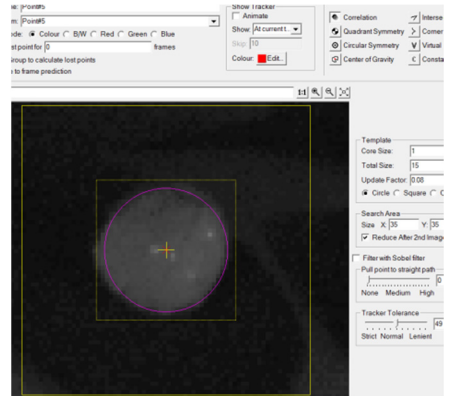 Point#5
Show Tracker
Animate
Show: At current t...
Skip: 10
Colour: Edit..
Point#5
Colour B/W Red Green Blue
st point for 0 frames
Group to calculate lost points
to frame prediction
Correlation
Quadrant Symmetry
Circular Symmetry
Center of Gravity
Interse
Corner
Virtual
Consta
1:1
Template
Core Size: 1
Total Size: 15
Update Factor: 0.08
Circle Square
Search Area
Size X: 35 Y: 35
Reduce After 2nd Imag
Filter with Sobel filter
Pull point to straight path
0
None Medium High
Tracker Tolerance
49
Strict Normal Lenient